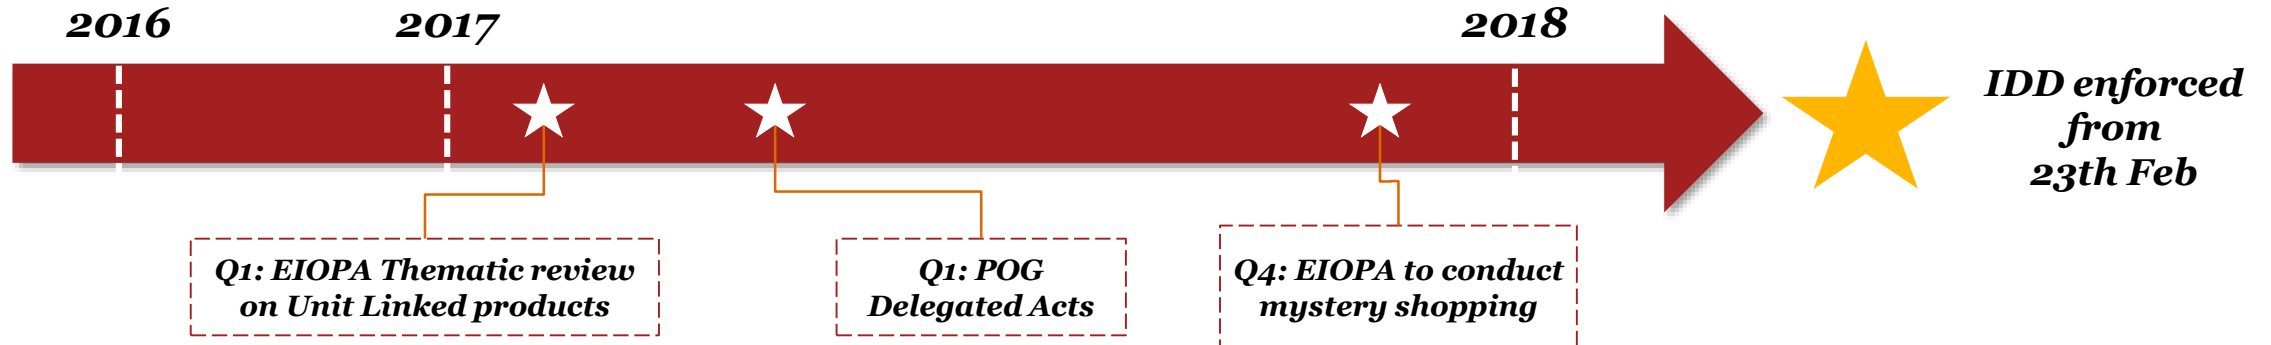 2016
2017
2018
IDD enforced
from
23th Feb
Q1: EIOPA Thematic review
on Unit Linked products
Q1: POG
Delegated Acts
Q4: EIOPA to conduct
mystery shopping